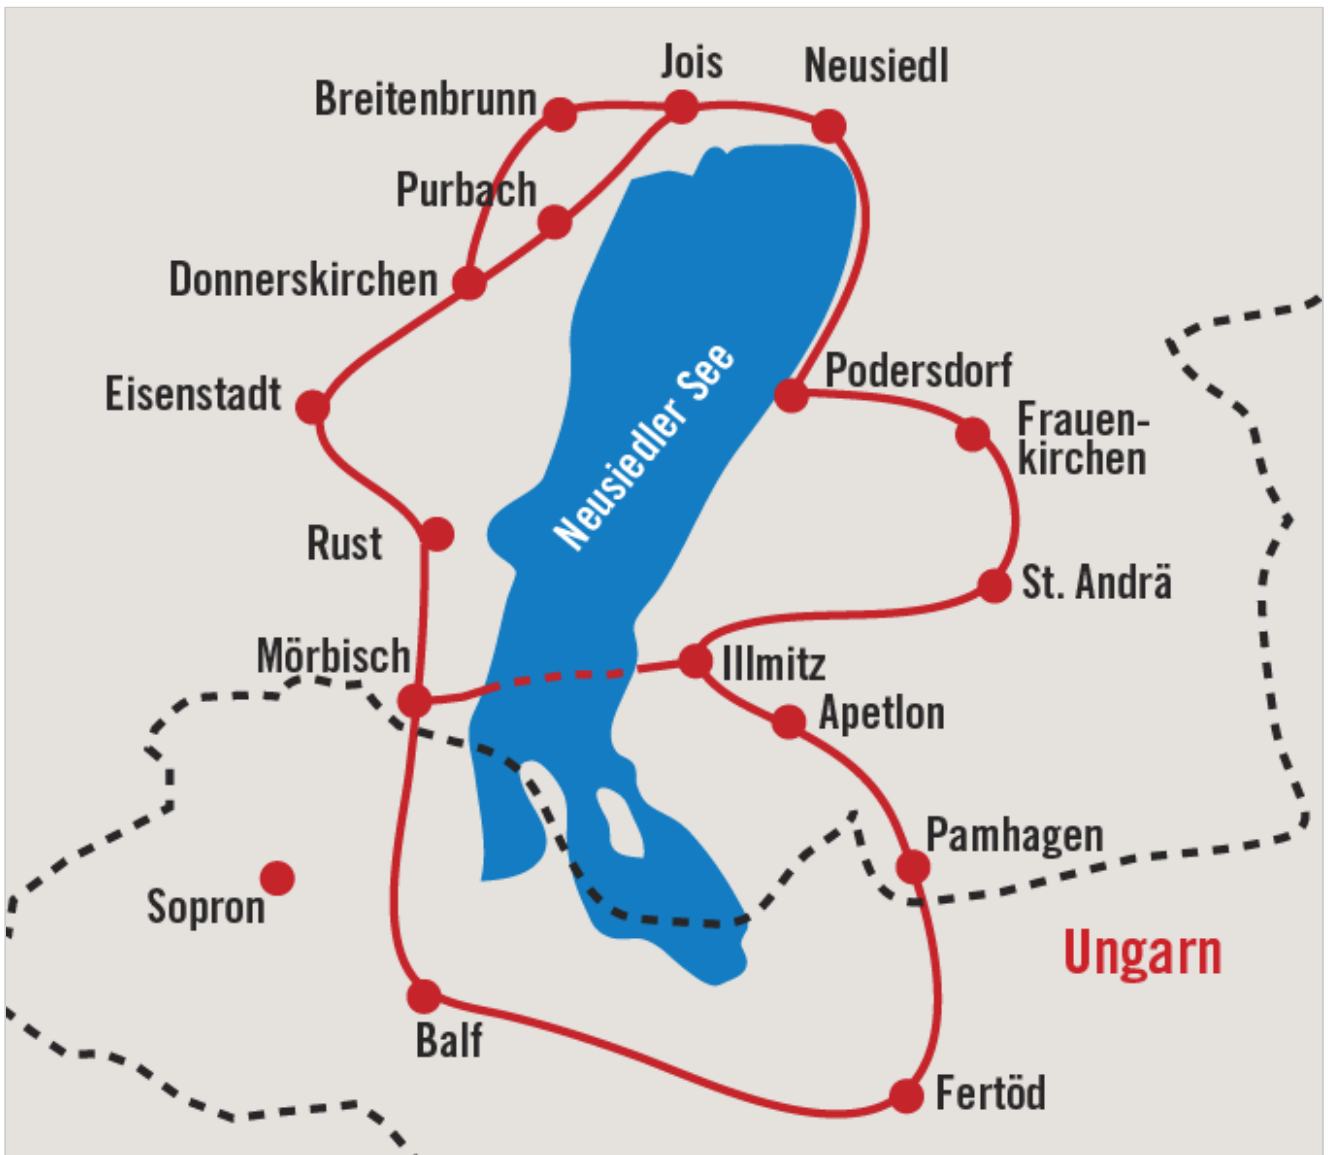 Jois
Neusiedl
Breitenbrunn
Purbach
Donnerskirchen
Neusiedler See
Podersdorf
Eisenstadt
Frauen-
kirchen
Rust
St. Andrä
Mörbisch
Illmitz
Apetlon
Pamhagen
Sopron
Ungarn
Balf
Fertöd